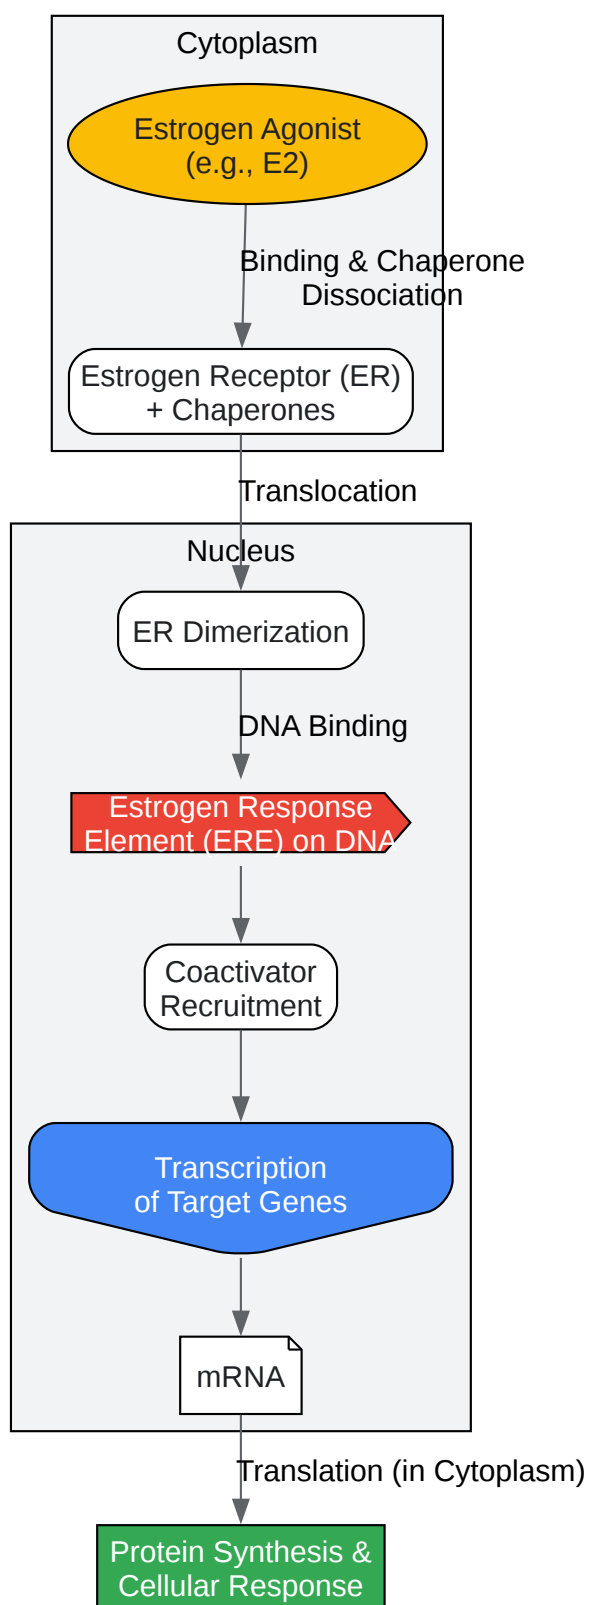 Cytoplasm
Estrogen Agonist
(e.g., E2)
Binding & Chaperone
Dissociation
Estrogen Receptor (ER)
+ Chaperones
Translocation
Nucleus
ER Dimerization
DNA Binding
Estrogen Response
Element (ERE) on DNA
Coactivator
Recruitment
Transcription
of Target Genes
mRNA
Translation (in Cytoplasm)
Protein Synthesis &
Cellular Response